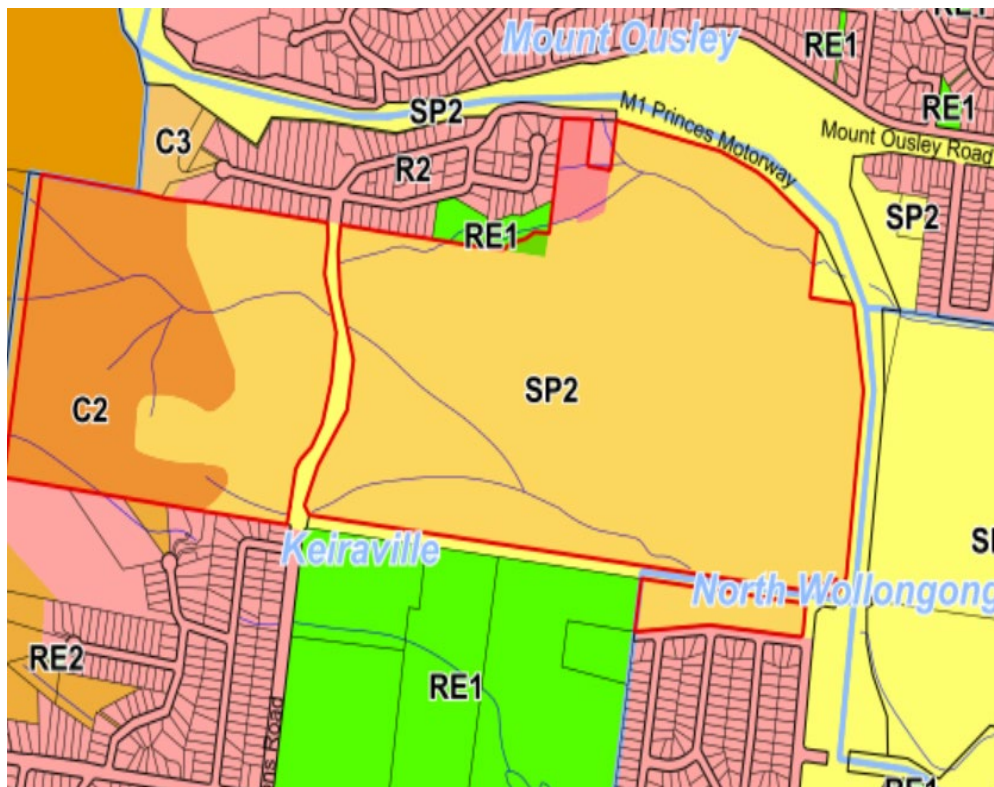 Mount Ousley
RE1
RE1
SP2
M1 Princes Motorway
Mount Ousley Road
C3
R2
SP2
RE1
SP2
C2
Keiraville
North Wollongong
RE2
RE1
RE1